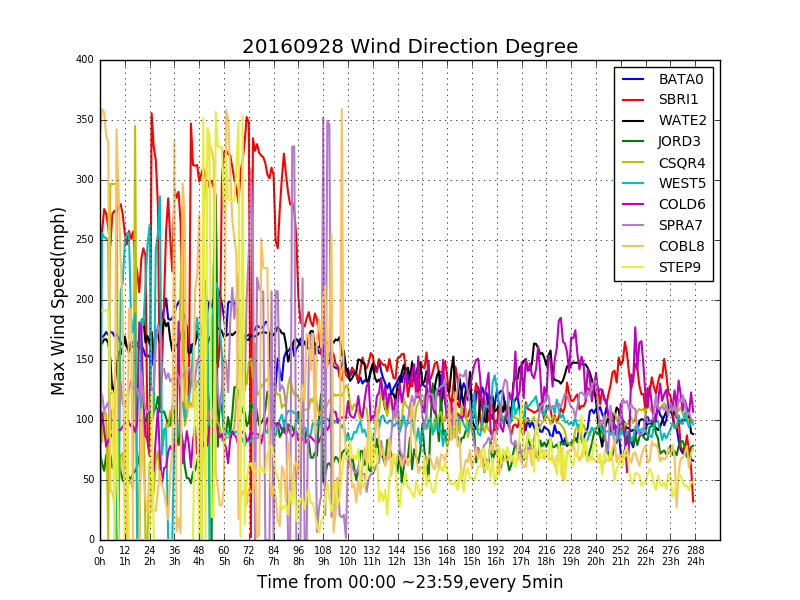 20160928 Wind Direction Degree
Max Wind Speed(mph)
400
350
300
250
200
150
100
50
0
BATA0
SBRI1
WATE2
JORD3
CSQR4
WEST5
COLD6
SPRA7
COBL8
STEP9
0 12 24 36 48 60 72 84 96 108 120 132 144 156 168 180 192 204 216 228 240 252 264 276 288
0h 1h 2h 3h 4h 5h 6h 7h 8h 9h 10h 11h 12h 13h 14h 15h 16h 17h 18h 19h 20h 21h 22h 23h 24h
Time from 00:00 ~23:59,every 5min